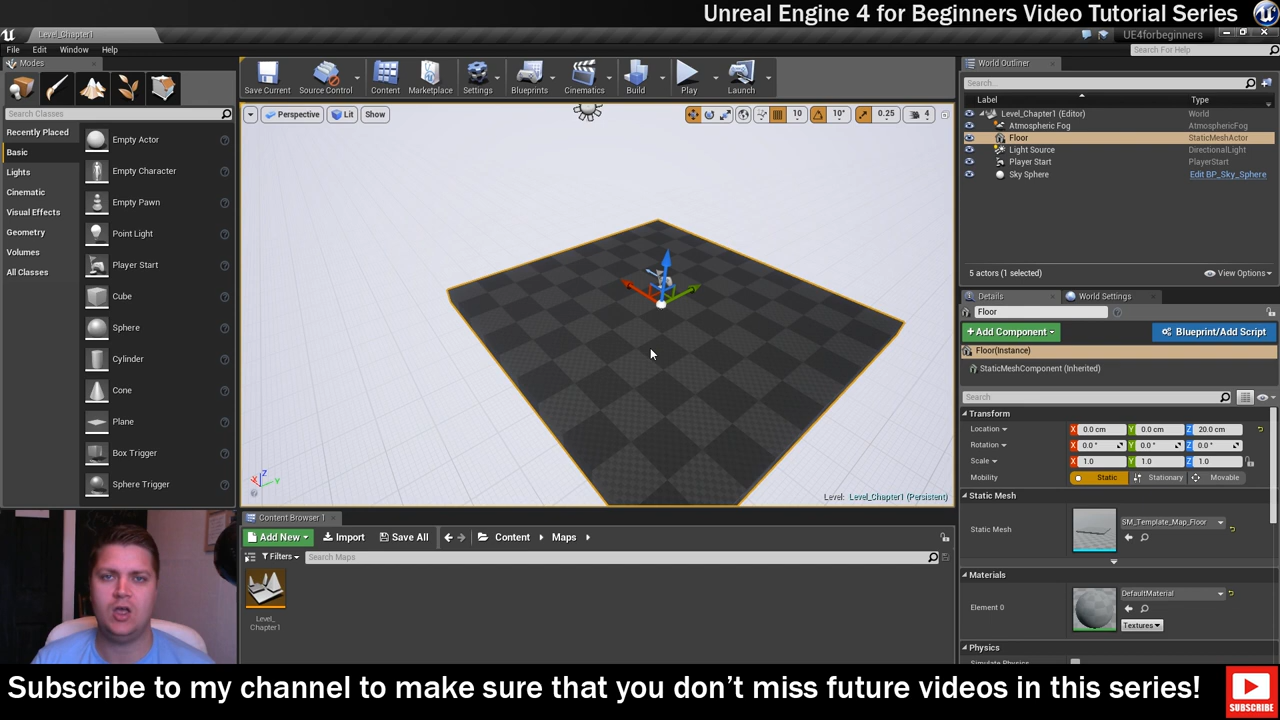 Unreal Engine 4 for Beginners Video Tutorial Series
Level_Chapter1
UE4forbeginners
File Edit Window Help
Search For Help
Modes
Save Current
Source Control
Content
Marketplace
Settings
Blueprints
Cinematics
Build
Play
Launch
Search Classes
Recently Placed
Basic
Lights
Cinematic
Visual Effects
Geometry
Volumes
All Classes
Empty Actor
Empty Character
Empty Pawn
Point Light
Player Start
Cube
Sphere
Cylinder
Cone
Plane
Box Trigger
Sphere Trigger
Perspective Lit Show
10 10° 0.25 4
X Y Z
Level: Level_Chapter1 (Persistent)
World Outliner
Search...
Label Type
Level_Chapter1 (Editor) World
Atmospheric Fog AtmosphericFog
Floor StaticMeshActor
Light Source DirectionalLight
Player Start PlayerStart
Sky Sphere Edit BP_Sky_Sphere
5 actors (1 selected) View Options
Details World Settings
Floor
+Add Component Blueprint/Add Script
Floor(Instance)
StaticMeshComponent (Inherited)
Search
Transform
Location X 0.0 cm Y 0.0 cm Z 20.0 cm
Rotation X 0.0° Y 0.0° Z 0.0°
Scale X 1.0 Y 1.0 Z 1.0
Mobility Static Stationary Movable
Static Mesh
Static Mesh SM_Template_Map_Floor
Materials
Element 0 DefaultMaterial
Textures
Physics
Simulate Physics
Content Browser 1
Add New Import Save All Content Maps
Filters Search Maps
Level_
Chapter1
Subscribe to my channel to make sure that you don't miss future videos in this series!
SUBSCRIBE